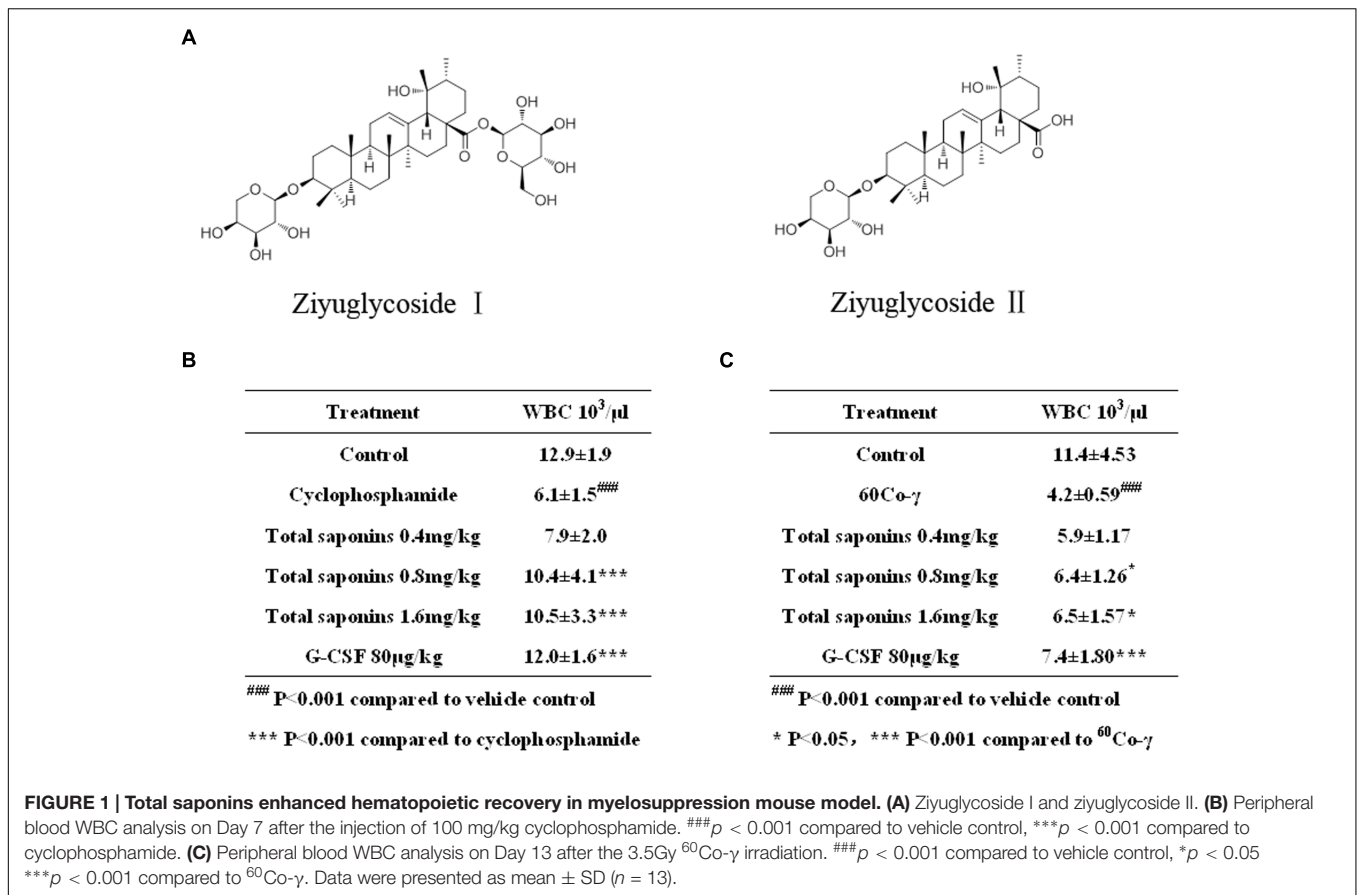 A
HO
H
O
O
O
OH
OH
OH
OH
O
H
H
O
O
HO
OH
OH
Ziyuglycoside Ⅰ
HO
H
OH
O
H
H
O
O
HO
OH
OH
Ziyuglycoside Ⅱ
B
Treatment WBC 10³/μl
Control 12.9±1.9
Cyclophosphamide 6.1±1.5###
Total saponins 0.4mg/kg 7.9±2.0
Total saponins 0.8mg/kg 10.4±4.1***
Total saponins 1.6mg/kg 10.5±3.3***
G-CSF 80μg/kg 12.0±1.6***
### P<0.001 compared to vehicle control
*** P<0.001 compared to cyclophosphamide
C
Treatment WBC 10³/μl
Control 11.4±4.53
60Co-γ 4.2±0.59###
Total saponins 0.4mg/kg 5.9±1.17
Total saponins 0.8mg/kg 6.4±1.26*
Total saponins 1.6mg/kg 6.5±1.57*
G-CSF 80μg/kg 7.4±1.80***
### P<0.001 compared to vehicle control
* P<0.05，*** P<0.001 compared to ⁶⁰Co-γ
FIGURE 1 | Total saponins enhanced hematopoietic recovery in myelosuppression mouse model. (A) Ziyuglycoside I and ziyuglycoside II. (B) Peripheral
blood WBC analysis on Day 7 after the injection of 100 mg/kg cyclophosphamide. ###p < 0.001 compared to vehicle control, ***p < 0.001 compared to
cyclophosphamide. (C) Peripheral blood WBC analysis on Day 13 after the 3.5Gy ⁶⁰Co-γ irradiation. ###p < 0.001 compared to vehicle control, *p < 0.05
***p < 0.001 compared to ⁶⁰Co-γ. Data were presented as mean ± SD (n = 13).